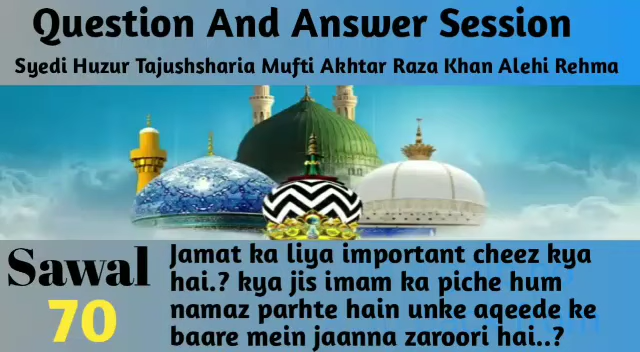 Question And Answer Session
Syedi Huzur Tajushsharia Mufti Akhtar Raza Khan Alehi Rehma
Sawal
70
Jamat ka liya important cheez kya
hai.? kya jis imam ka piche hum
namaz parhte hain unke aqeede ke
baare mein jaanna zaroori hai..?